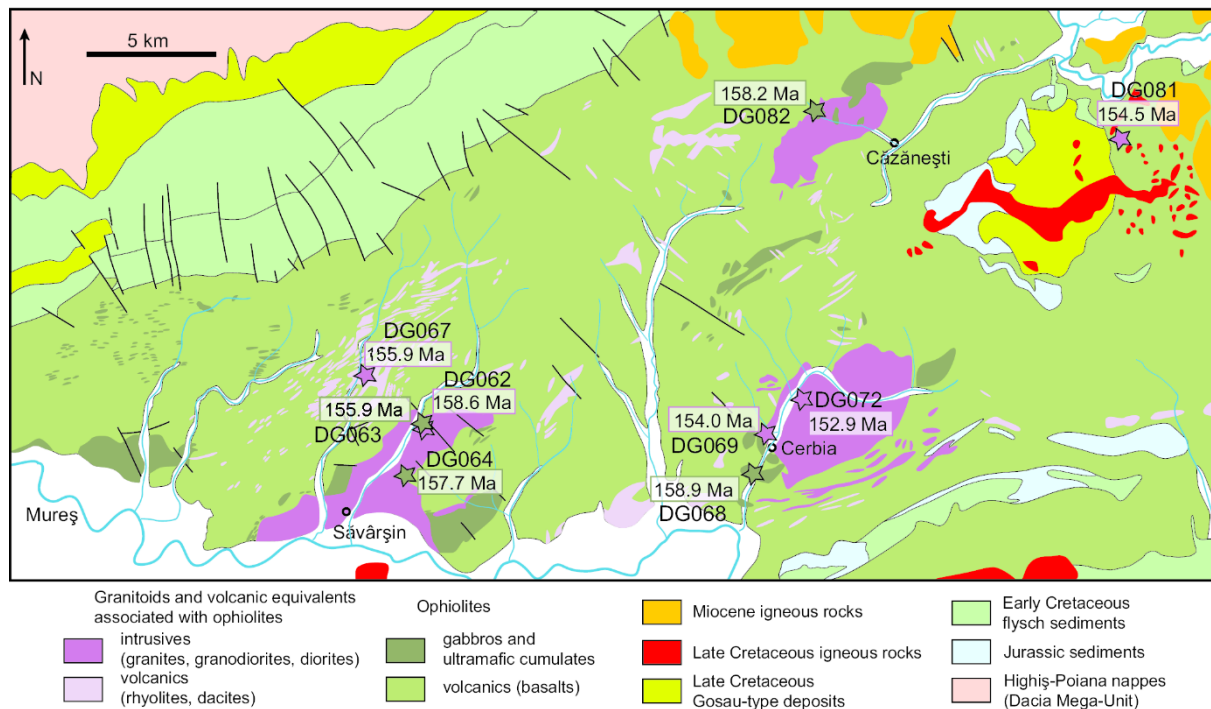 5 km
N
158.2 Ma
DG082
DG081
154.5 Ma
Căzăneşti
DG067
155.9 Ma
DG062
158.6 Ma
155.9 Ma
DG063
DG064
157.7 Ma
DG072
152.9 Ma
154.0 Ma
DG069
Cerbia
158.9 Ma
DG068
Mureş
Săvârşin
Granitoids and volcanic equivalents
associated with ophiolites
intrusives
(granites, granodiorites, diorites)
volcanics
(rhyolites, dacites)
Ophiolites
gabbros and
ultramafic cumulates
volcanics (basalts)
Miocene igneous rocks
Late Cretaceous igneous rocks
Late Cretaceous
Gosau-type deposits
Early Cretaceous
flysch sediments
Jurassic sediments
Highiş-Poiana nappes
(Dacia Mega-Unit)